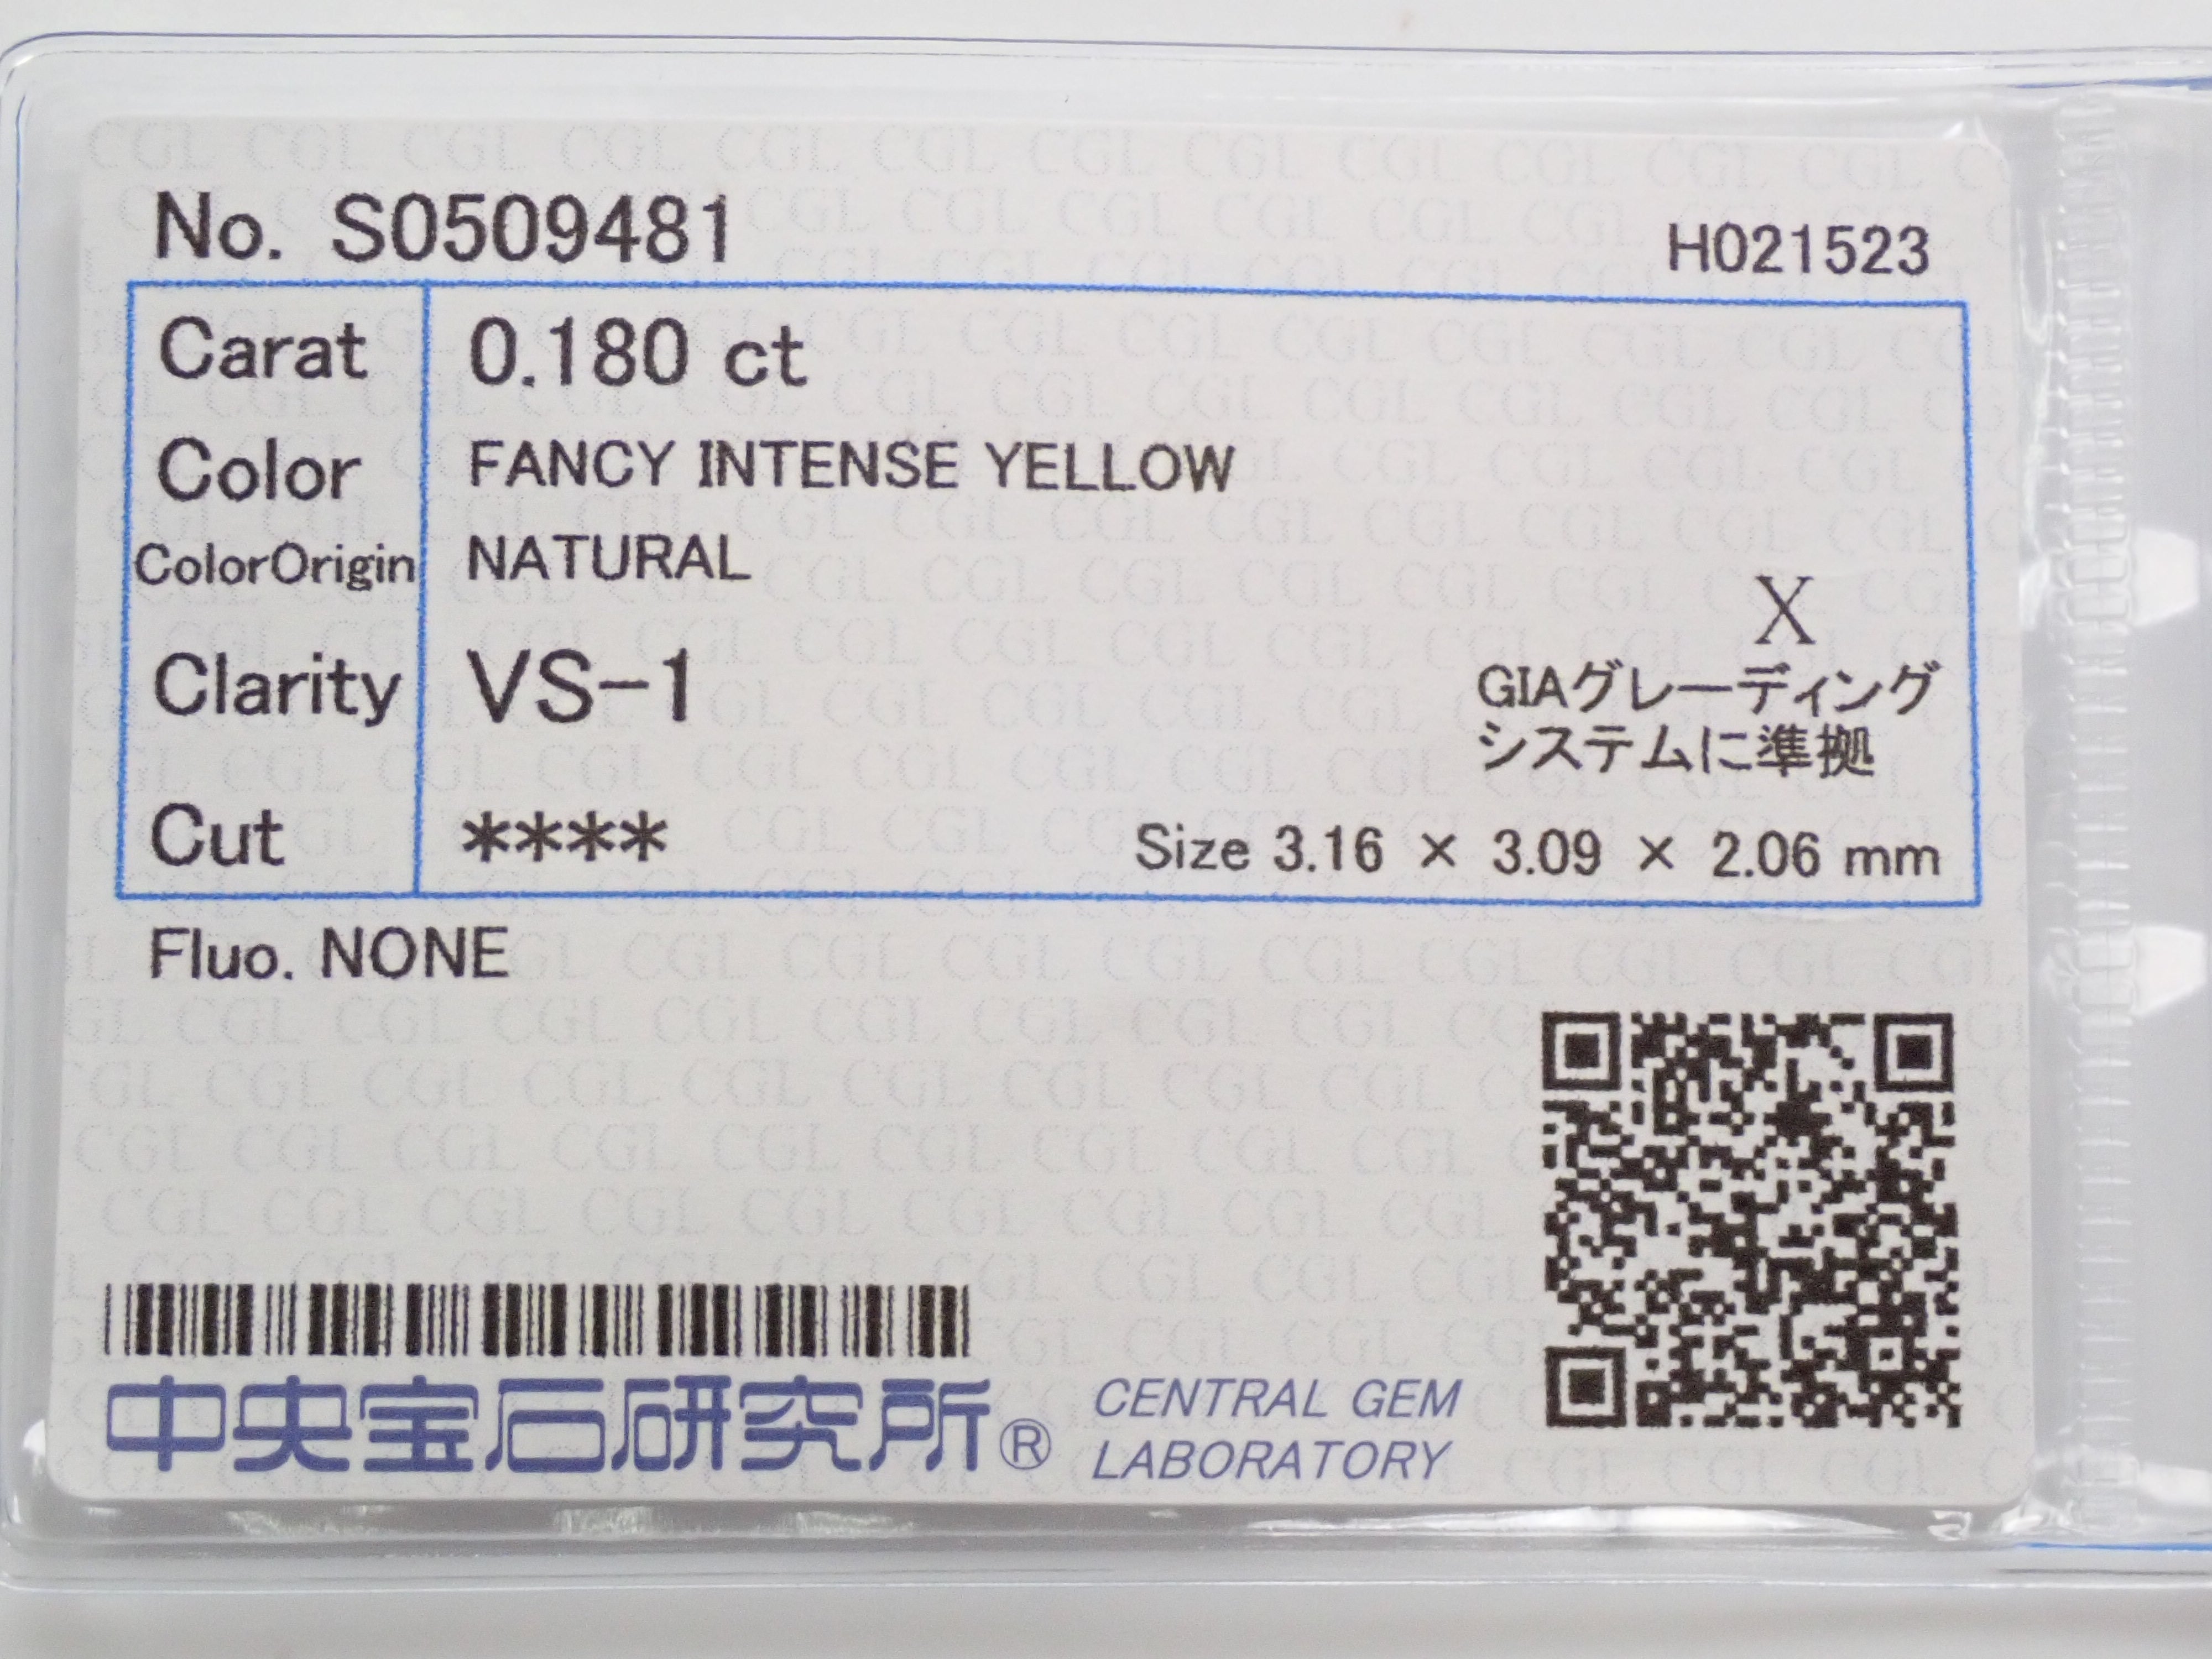 No. S0509481
H021523
Carat 0.180 ct
Color FANCY INTENSE YELLOW
ColorOrigin NATURAL
X
Clarity VS-1
GIAグレーディング
システムに準拠
Cut ****
Size 3.16 × 3.09 × 2.06 mm
Fluo. NONE
中央宝石研究所®
CENTRAL GEM
LABORATORY